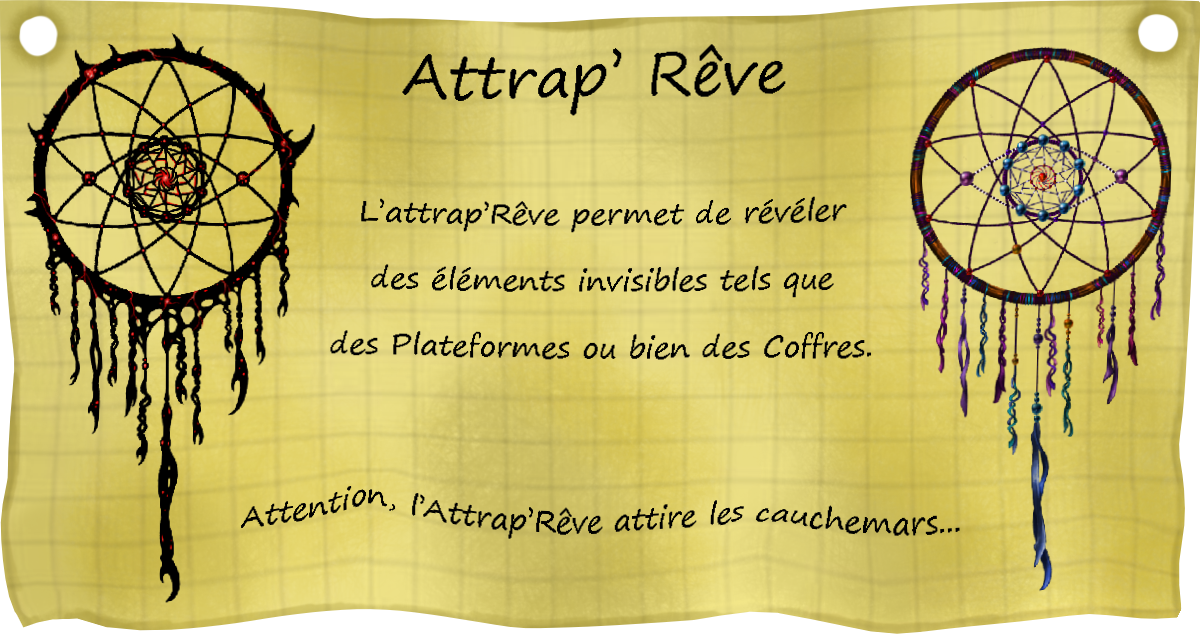 Attrap' Rêve
L'attrap'Rêve permet de révéler
des éléments invisibles tels que
des Plateformes ou bien des Coffres.
Attention, l'Attrap'Rêve attire les cauchemars...